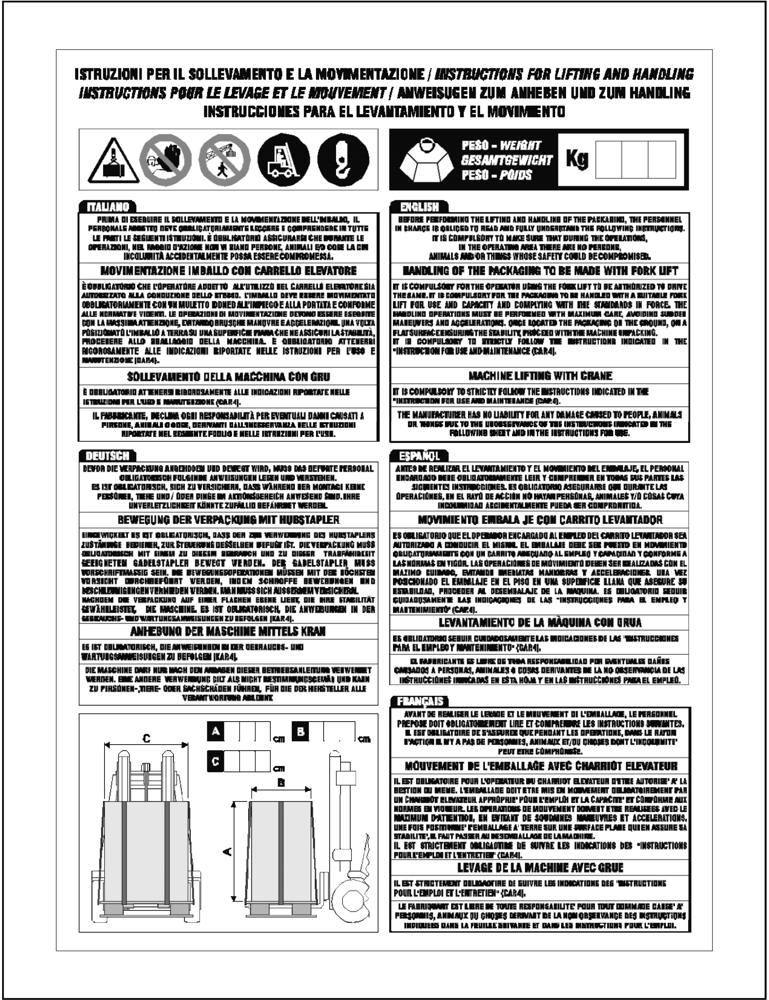 ISTRUZIONI PER IL SOLLEVAMENTO E LA MOVIMENTAZIONE / INSTRUCTIONS FOR LIFTING AND HANDLING
INSTRUCTIONS POUR LE LEVAGE ET LE MOUVEMENT / ANWEISUGEN ZUM ANHEBEN UND ZUM HANDLING
INSTRUCCIONES PARA EL LEVANTAMIENTO Y EL MOVIMIENTO
PESO - WEIGHT
GESAMTGEWICHT
PESO - POIDS
Kg
ITALIANO
PRIMA DI ESEGUIRE IL SOLLEVAMENTO E LA MOVIMENTAZIONE DELL'IMBALLO, IL
PERSONALE ADDETTO DEVE OBBLIGATORIAMENTE LEGGERE E COMPRENDERE IN TUTTE
LE PARTI LE SEGUENTI ISTRUZIONI. È OBBLIGATORIO ASSICURARSI CHE DURANTE LE
OPERAZIONI, NEL RAGGIO D'AZIONE NON VI SIANO PERSONE, ANIMALI E/O COSE LA CUI
INCOLUMITÀ ACCIDENTALMENTE POSSA ESSERE COMPROMESSA.
MOVIMENTAZIONE IMBALLO CON CARRELLO ELEVATORE
È OBBLIGATORIO CHE L'OPERATORE ADDETTO ALL'UTILIZZO DEL CARRELLO ELEVATORE SIA
AUTORIZZATO ALLA CONDUZIONE DELLO STESSO. L'IMBALLO DEVE ESSERE MOVIMENTATO
OBBLIGATORIAMENTE CON UN MULETTO IDONEO ALL'IMPIEGO E ALLA PORTATA E CONFORME
ALLE NORMATIVE VIGENTI. LE OPERAZIONI DI MOVIMENTAZIONE DEVONO ESSERE ESEGUITE
CON LA MASSIMA ATTENZIONE, EVITANDO BRUSCHE MANOVRE E ACCELERAZIONI. UNA VOLTA
POSIZIONATO L'IMBALLO A TERRA SU UNA SUPERFICIE PIANA CHE NE ASSICURI LA STABILITÀ,
PROCEDERE ALLO SBALLAGGIO DELLA MACCHINA. È OBBLIGATORIO ATTENERSI
RIGOROSAMENTE ALLE INDICAZIONI RIPORTATE NELLE ISTRUZIONI PER L'USO E
MANUTENZIONE (CAP.4).
SOLLEVAMENTO DELLA MACCHINA CON GRU
È OBBLIGATORIO ATTENERSI RIGOROSAMENTE ALLE INDICAZIONI RIPORTATE NELLE
ISTRUZIONI PER L'USO E MANUTENZIONE (CAP.4).
IL FABBRICANTE, DECLINA OGNI RESPONSABILITÀ PER EVENTUALI DANNI CAUSATI A
PERSONE, ANIMALI O COSE, DERIVANTI DALL'INOSSERVANZA DELLE ISTRUZIONI
RIPORTATE NEL SEGUENTE FOGLIO E NELLE ISTRUZIONI PER L'USO.
ENGLISH
BEFORE PERFORMING THE LIFTING AND HANDLING OF THE PACKAGING, THE PERSONNEL
IN CHARGE IS OBLIGED TO READ AND FULLY UNDERSTAND THE FOLLOWING INSTRUCTIONS.
IT IS COMPULSORY TO MAKE SURE THAT DURING THE OPERATIONS,
IN THE OPERATING AREA THERE ARE NO PERSONS,
ANIMALS AND/OR THINGS WHOSE SAFETY COULD BE COMPROMISED.
HANDLING OF THE PACKAGING TO BE MADE WITH FORK LIFT
IT IS COMPULSORY FOR THE OPERATOR USING THE FORK LIFT TO BE AUTHORIZED TO DRIVE
THE SAME. IT IS COMPULSORY FOR THE PACKAGING TO BE HANDLED WITH A SUITABLE FORK
LIFT FOR USE AND CAPACITY AND COMPLYING WITH THE STANDARDS IN FORCE. THE
HANDLING OPERATIONS MUST BE PERFORMED WITH MAXIMUM CARE, AVOIDING SUDDEN
MANEUVERS AND ACCELERATIONS. ONCE LOCATED THE PACKAGING ON THE GROUND, ON A
FLAT SURFACE ENSURING THE STABILITY, PROCEED WITH THE MACHINE UNPACKING.
IT IS COMPULSORY TO STRICTLY FOLLOW THE INSTRUCTIONS INDICATED IN THE
"INSTRUCTION FOR USE AND MAINTENANCE (CAP.4).
MACHINE LIFTING WITH CRANE
IT IS COMPULSORY TO STRICTLY FOLLOW THE INSTRUCTIONS INDICATED IN THE
"INSTRUCTION FOR USE AND MAINTENANCE (CAP.4).
THE MANUFACTURER HAS NO LIABILITY FOR ANY DAMAGE CAUSED TO PEOPLE, ANIMALS
OR THINGS DUE TO THE UNOBSERVANCE OF THE INSTRUCTIONS INDICATED IN THE
FOLLOWING SHEET AND IN THE INSTRUCTIONS FOR USE.
DEUTSCH
BEVOR DIE VERPACKUNG ANGEHOBEN UND BEWEGT WIRD, MUSS DAS BEFUGTE PERSONAL
OBLIGATORISCH FOLGENDE ANWEISUNGEN LESEN UND VERSTEHEN.
ES IST OBLIGATORISCH, SICH ZU VERSICHERN, DASS WÄHREND DER MONTAGE KEINE
PERSONEN, TIERE UND / ODER DINGE IM AKTIONSBEREICH ANWESEND SIND. IHRE
UNVERLETZLICHKEIT KÖNNTE ZUFÄLLIG GEFÄHRDET WERDEN.
BEWEGUNG DER VERPACKUNG MIT HUBSTAPLER
EINGEWICKELT ES IST OBLIGATORISCH, DASS DER ZUR VERWENDUNG DES HUBSTAPLERS
ZUSTÄNDIGE BEDIENER, ZUR STEUERUNG DESSELBEN BEFUGT IST. DIE VERPACKUNG MUSS
OBLIGATORISCH MIT EINEM ZU DIESEM GEBRAUCH UND ZU DIESER TRAGFÄHIGKEIT
GEEIGNETEM GABELSTAPLER BEWEGT WERDEN. DER GABELSTAPLER MUSS
VORSCHRIFTMASSIG SEIN. DIE BEWEGUNGSOPERATIONEN MÜSSEN MIT DER HÖCHSTEN
VORSICHT DURCHGEFÜHRT WERDEN, INDEM SCHROFFE BEWEGUNGEN UND
BESCHLEUNIGUNGEN VERMIEDEN WERDEN. MAN MUSS SICH AUSSERDEM VERSICHERN,
NACHDEM DIE VERPACKUNG AUF EINER FLACHEN EBENE LIEGT, DIE IHRE STABILITÄT
GEWÄHRLEISTET, DIE MASCHINE. ES IST OBLIGATORISCH, DIE ANWEISUNGEN IN DER
GEBRAUCHS- UND WARTUNGSANWEISUNGEN ZU BEFOLGEN (KAP.4).
ANHEBUNG DER MASCHINE MITTELS KRAN
ES IST OBLIGATORISCH, DIE ANWEISUNGEN IN DER GEBRAUCHS- UND
WARTUNGSANWEISUNGEN ZU BEFOLGEN (KAP.4).
DIE MASCHINE DARF NUR NACH DEN ANGABEN DIESER BETRIEBSANLEITUNG VERWENDET
WERDEN. EINE ANDERE VERWENDUNG GILT ALS NICHT BESTIMMUNGSGEMÄß UND KANN
ZU PERSONEN-,TIERE- ODER SACHSCHÄDEN FÜHREN, FÜR DIE DER HERSTELLER ALLE
VERANTWORTUNG ABLEHNT
ESPAÑOL
ANTES DE REALIZAR EL LEVANTAMIENTO Y EL MOVIMIENTO DEL EMBALAJE, EL PERSONAL
ENCARGADO DEBE OBLIGATORIAMENTE LEER Y COMPRENDER EN TODAS SUS PARTES LAS
SIGUIENTES INSTRUCCIONES. ES OBLIGATORIO ASEGURARSE QUE DURANTE LAS
OPERACIONES, EN EL RAYO DE ACCIÓN NO HAYAN PERSONAS, ANIMALES Y/O COSAS CUYA
INCOLUMIDAD ACCIDENTALMENTE PUEDA SER COMPROMITIDA.
MOVIMIENTO EMBALA JE CON CARRITO LEVANTADOR
ES OBLIGATORIO QUE EL OPERADOR ENCARGADO AL EMPLEO DEL CARRITO LEVANTADOR SEA
AUTORIZADO A CONDUCIR EL MISMO. EL EMBALAJE DEBE SER PUESTO EN MOVIMIENTO
OBLIGATORIAMENTE CON UN CARRITO ADECUADO AL EMPLEO Y CAPACIDAD Y CONFORME A
LAS NORMAS EN VIGOR. LAS OPERACIONES DE MOVIMIENTO DEBEN SER REALIZADAS CON EL
MAXIMO CUIDADO, EVITANDO INMEDIATAS MANIOBRAS Y ACCELERACIONES. UNA VEZ
POSICIONADO EL EMBALAJE EN EL PISO EN UNA SUPERFICIE LLANA QUE ASEGURE SU
ESTABILDAD, PROCEDER AL DESEMBALAJE DE LA MAQUINA. ES OBLIGATORIO SEGUIR
CUIDADOSAMENTE LAS INDICACIONES DE LAS "INSTRUCCIONES PARA EL EMPLEO Y
MANTENIMIENTO" (CAP.4).
LEVANTAMIENTO DE LA MÀQUINA CON GRUA
ES OBLIGATORIO SEGUIR CUIDADOSAMENTE LAS INDICACIONES DE LAS "INSTRUCCIONES
PARA EL EMPLEO Y MANTENIMIENTO" (CAP.4).
EL FABBRICANTE ES LIBRE DE TODA RESPONSABILIDAD POR EVENTUALES DAÑOS
CAUSADOS A PERSONAS, ANIMALES O COSAS DERIVANTES DE LA NO OBSERVANCIA DE LAS
INSTRUCCIONES INDICADAS EN ESTA HOJA Y EN LAS INSTRUCCIONES PARA EL EMPLEO.
FRANÇAIS
AVANT DE REALISER LE LEVAGE ET LE MOUVEMENT DE L'EMBALLAGE, LE PERSONNEL
PREPOSE DOIT OBLIGATOIREMENT LIRE ET COMPRENDRE LES INSTRUCTIONS SUIVANTES.
IL EST OBLIGATOIRE DE S'ASSURER QUE PENDANT LES OPERATIONS, DANS LE RAYON
D'ACTION IL N'Y A PAS DE PERSONNES, ANIMAUX ET/OU CHOSES DONT L'INCOLUMITE'
PEUT ETRE COMPROMISE.
MOUVEMENT DE L'EMBALLAGE AVEC CHARRIOT ELEVATEUR
IL EST OBLIGATOIRE POUR L'OPERATEUR DU CHARRIOT ELEVATEUR D'ETRE AUTORISE' A' LA
GESTION DU MEME. L'EMBALLAGE DOIT ETRE MIS EN MOUVEMENT OBLIGATOIREMENT PAR
UN CHARRIOT ELEVATEUR APPROPRIE' POUR L'EMPLOI ET LA CAPACITE' ET CONFORME AUX
NORMES EN VIGUEUR. LES OPERATIONS DE MOUVEMENT DOIVENT ETRE REALISEES AVEC LE
MAXIMUM D'ATTENTION, EN EVITANT DE SOUDAINES MANEUVRES ET ACCELERATIONS.
UNE FOIS POSITIONNE' L'EMBALLAGE A' TERRE SUR UNE SURFACE PLANE QUI EN ASSURE SA
STABILITE', IL FAUT PASSER AU DESEMBALLAGE DE LA MACHINE.
IL EST STRICTEMENT OBLIGAOTIRE DE SUIVRE LES INDICATIONS DES "INSTRUCTIONS
POUR L'EMPLOI ET L'ENTRETIEN" (CAP.4).
LEVAGE DE LA MACHINE AVEC GRUE
IL EST STRICTEMENT OBLIGAOTIRE DE SUIVRE LES INDICATIONS DES "INSTRUCTIONS
POUR L'EMPLOI ET L'ENTRETIEN" (CAP.4).
LE FABRIQUANT EST LIBRE DE TOUTE RESPONSABILITE' POUR TOUT DOMMAGE CAUSE' A'
PERSONNES, ANIMAUX OU CHOSES DERIVANT DE LA NON OBSERVANCE DES INSTRUCTIONS
INDIQUEES DANS LA FEUILLE SUIVANTE ET DANS LES INSTRUCTIONS POUR L'EMPLOI.
A cm B cm
C cm
C
B
A